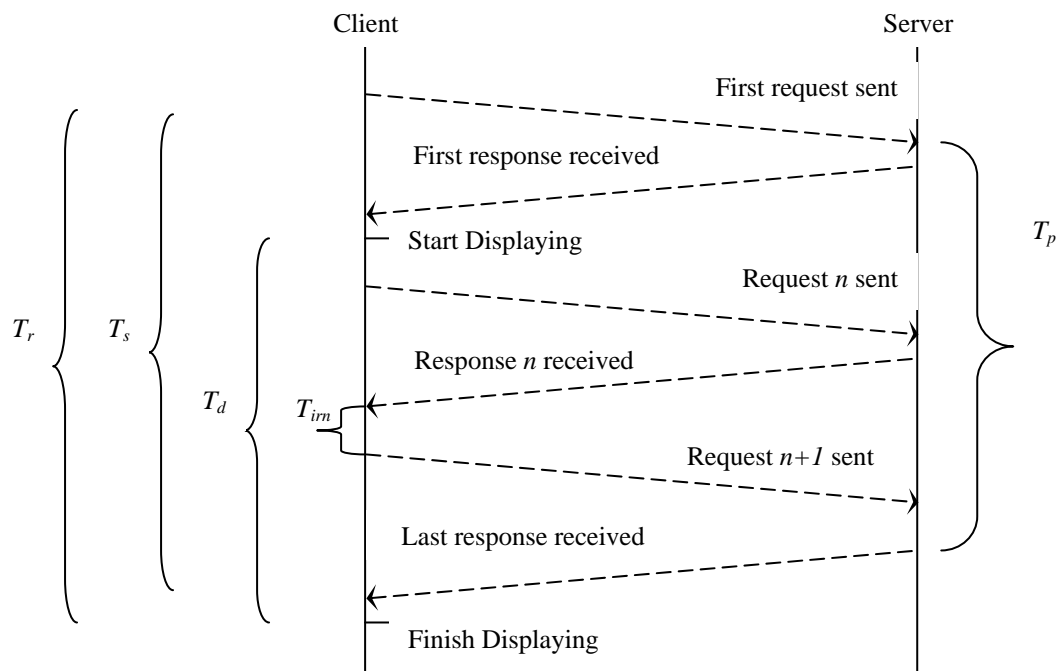 Client
Server
First request sent
First response received
Start Displaying
T_p
Request n sent
T_r
T_s
Response n received
T_d
T_irn
Request n+1 sent
Last response received
Finish Displaying